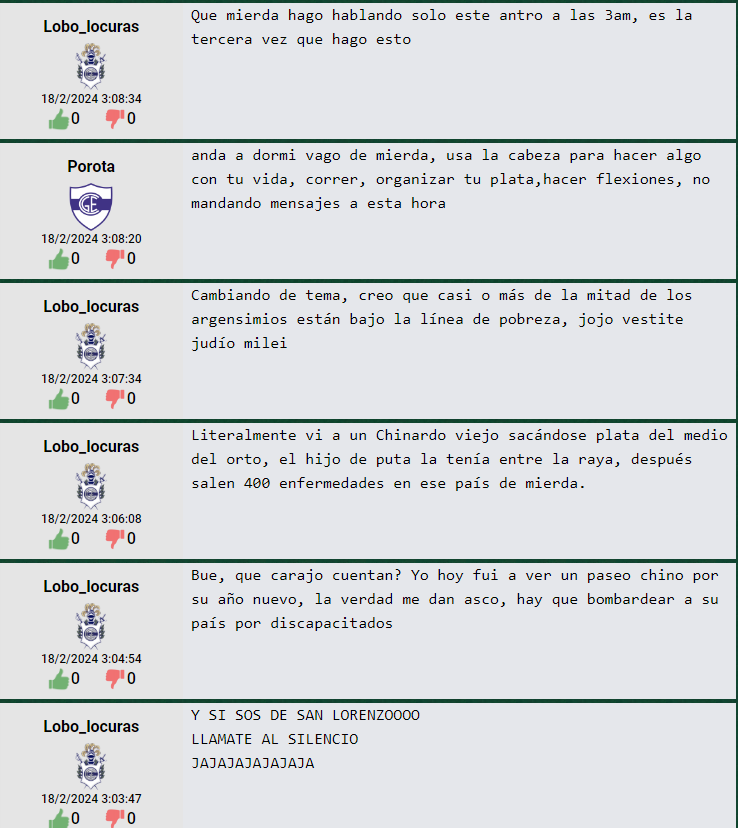 Lobo_locuras
18/2/2024 3:08:34
0 0
Que mierda hago hablando solo este antro a las 3am, es la
tercera vez que hago esto
Porota
GE
18/2/2024 3:08:20
0 0
anda a dormi vago de mierda, usa la cabeza para hacer algo
con tu vida, correr, organizar tu plata,hacer flexiones, no
mandando mensajes a esta hora
Lobo_locuras
18/2/2024 3:07:34
0 0
Cambiando de tema, creo que casi o más de la mitad de los
argensimios están bajo la línea de pobreza, jojo vestite
judío milei
Lobo_locuras
18/2/2024 3:06:08
0 0
Literalmente vi a un Chinardo viejo sacándose plata del medio
del orto, el hijo de puta la tenía entre la raya, después
salen 400 enfermedades en ese país de mierda.
Lobo_locuras
18/2/2024 3:04:54
0 0
Bue, que carajo cuentan? Yo hoy fui a ver un paseo chino por
su año nuevo, la verdad me dan asco, hay que bombardear a su
país por discapacitados
Lobo_locuras
18/2/2024 3:03:47
0 0
Y SI SOS DE SAN LORENZOOOO
LLAMATE AL SILENCIO
JAJAJAJAJAJAJA